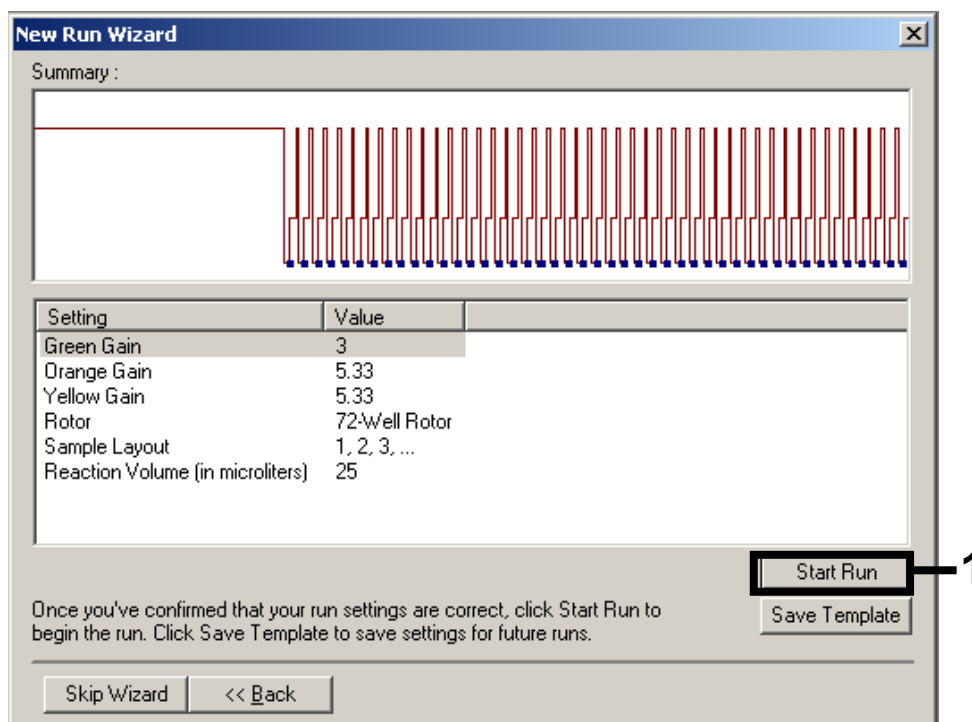 New Run Wizard
Summary :
Setting Value
Green Gain 3
Orange Gain 5.33
Yellow Gain 5.33
Rotor 72-Well Rotor
Sample Layout 1, 2, 3, ...
Reaction Volume (in microliters) 25
Start Run
1
Once you've confirmed that your run settings are correct, click Start Run to
begin the run. Click Save Template to save settings for future runs.
Save Template
Skip Wizard << Back